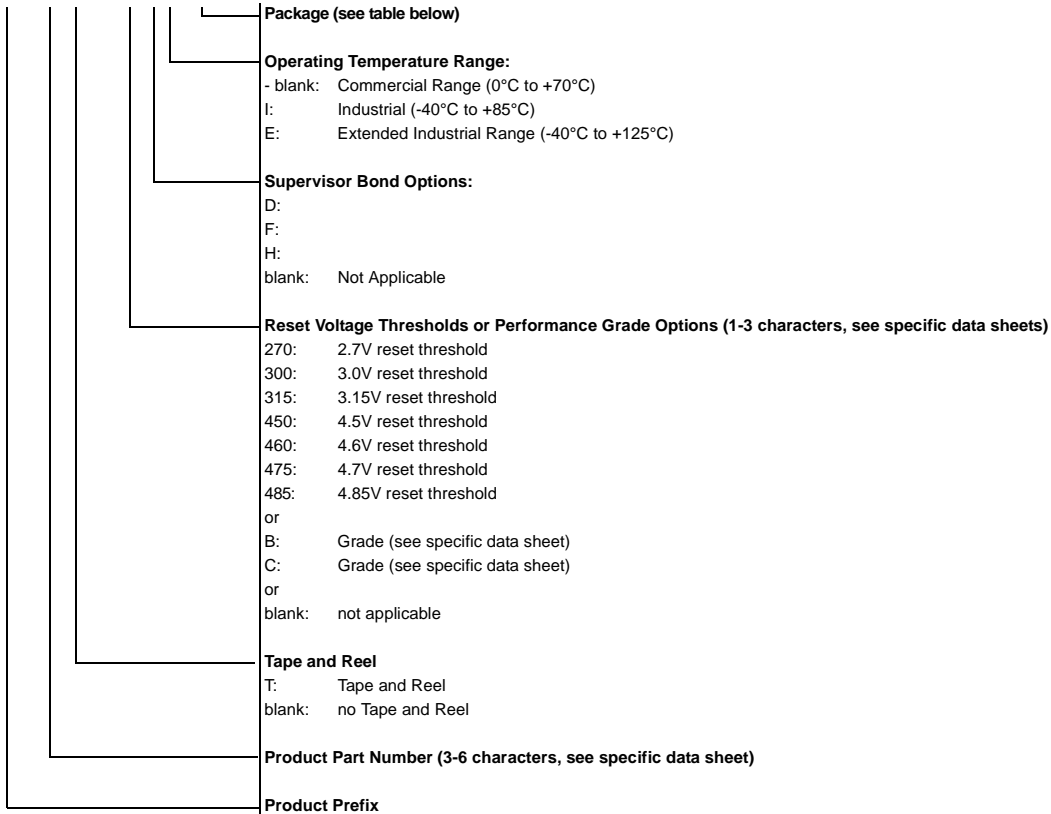 Package (see table below)
Operating Temperature Range:
- blank: Commercial Range (0°C to +70°C)
I: Industrial (-40°C to +85°C)
E: Extended Industrial Range (-40°C to +125°C)
Supervisor Bond Options:
D:
F:
H:
blank: Not Applicable
Reset Voltage Thresholds or Performance Grade Options (1-3 characters, see specific data sheets)
270: 2.7V reset threshold
300: 3.0V reset threshold
315: 3.15V reset threshold
450: 4.5V reset threshold
460: 4.6V reset threshold
475: 4.7V reset threshold
485: 4.85V reset threshold
or
B: Grade (see specific data sheet)
C: Grade (see specific data sheet)
or
blank: not applicable
Tape and Reel
T: Tape and Reel
blank: no Tape and Reel
Product Part Number (3-6 characters, see specific data sheet)
Product Prefix